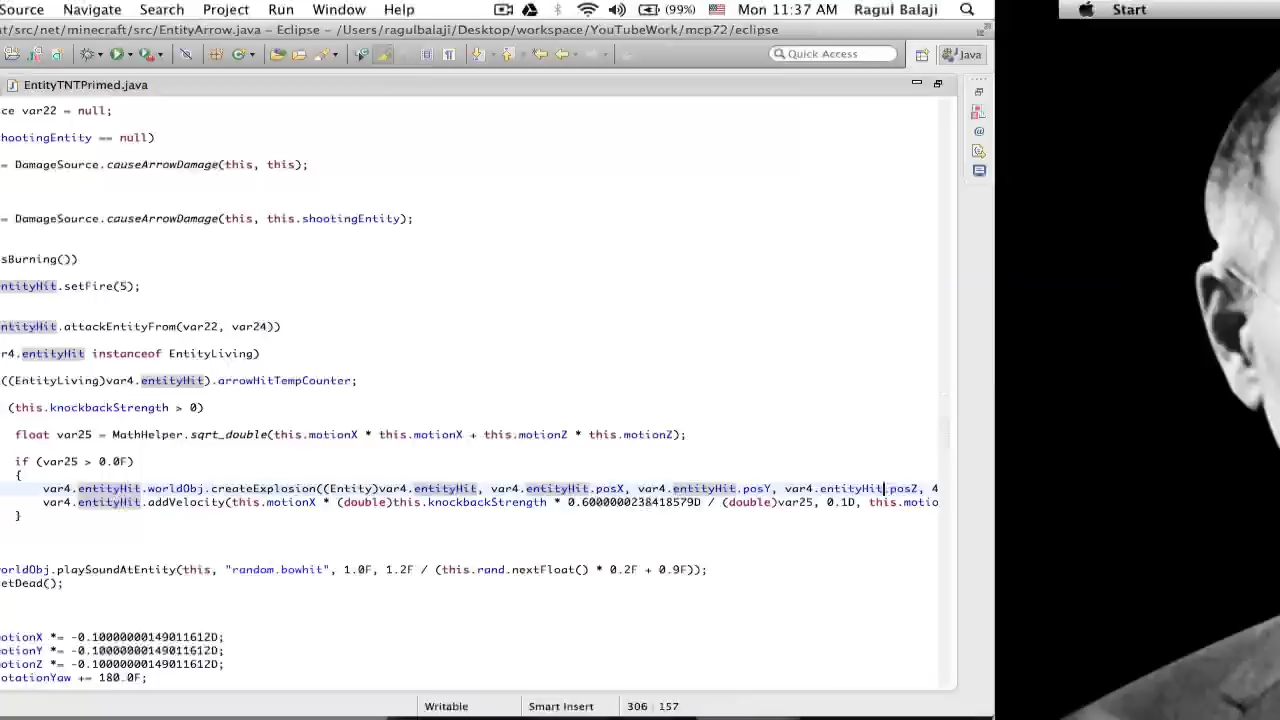 Source Navigate Search Project Run Window Help (99%) Mon 11:37 AM Ragul Balaji Start
src/net/minecraft/src/EntityArrow.java – Eclipse – /Users/ragulbalaji/Desktop/workspace/YouTubeWork/mcp72/eclipse
Quick Access Java
EntityTNTPrimed.java
ce var22 = null;
hootingEntity == null)
= DamageSource.causeArrowDamage(this, this);
= DamageSource.causeArrowDamage(this, this.shootingEntity);
sBurning())
entityHit.setFire(5);
ntityHit.attackEntityFrom(var22, var24))
r4.entityHit instanceof EntityLiving)
((EntityLiving)var4.entityHit).arrowHitTempCounter;
(this.knockbackStrength > 0)
float var25 = MathHelper.sqrt_double(this.motionX * this.motionX + this.motionZ * this.motionZ);
if (var25 > 0.0F)
{
var4.entityHit.worldObj.createExplosion((Entity)var4.entityHit, var4.entityHit.posX, var4.entityHit.posY, var4.entityHit.posZ, 4
var4.entityHit.addVelocity(this.motionX * (double)this.knockbackStrength * 0.6000000238418579D / (double)var25, 0.1D, this.motio
}
orldObj.playSoundAtEntity(this, "random.bowhit", 1.0F, 1.2F / (this.rand.nextFloat() * 0.2F + 0.9F));
etDead();
otionX *= -0.10000000149011612D;
otionY *= -0.10000000149011612D;
otionZ *= -0.10000000149011612D;
otationYaw += 180.0F;
Writable Smart Insert 306 : 157